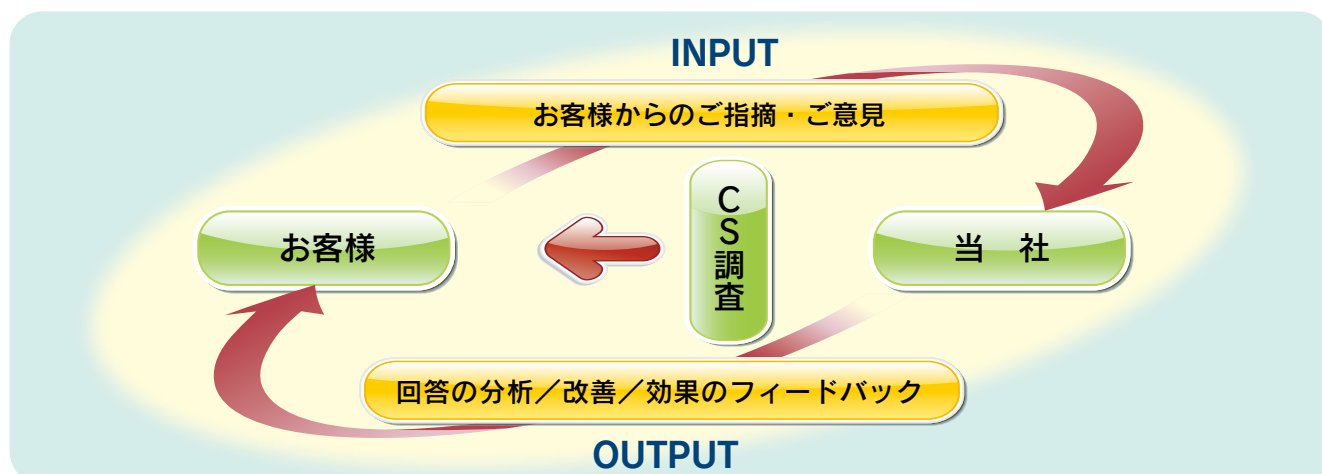 INPUT
お客様からのご指摘・ご意見
CS調査
お客様
当　社
回答の分析／改善／効果のフィードバック
OUTPUT